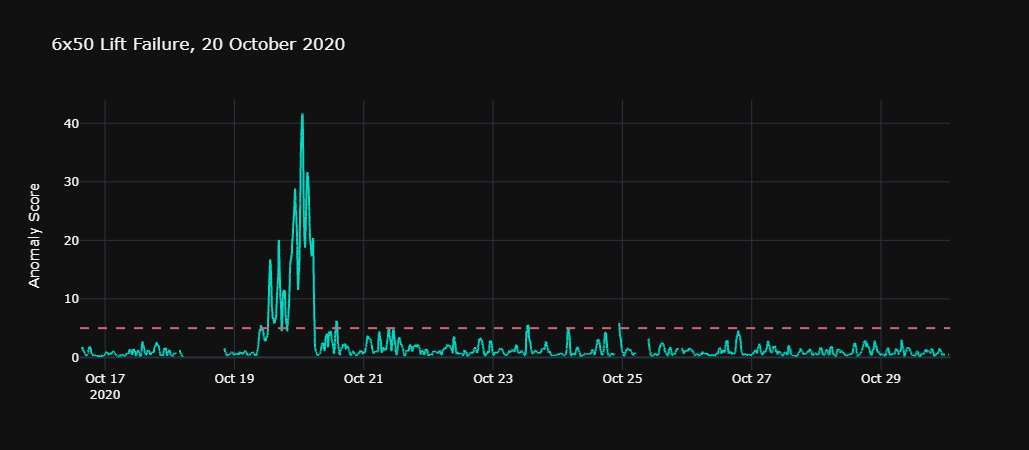 6x50 Lift Failure, 20 October 2020
Anomaly Score
40
30
20
10
0
Oct 17
2020
Oct 19
Oct 21
Oct 23
Oct 25
Oct 27
Oct 29